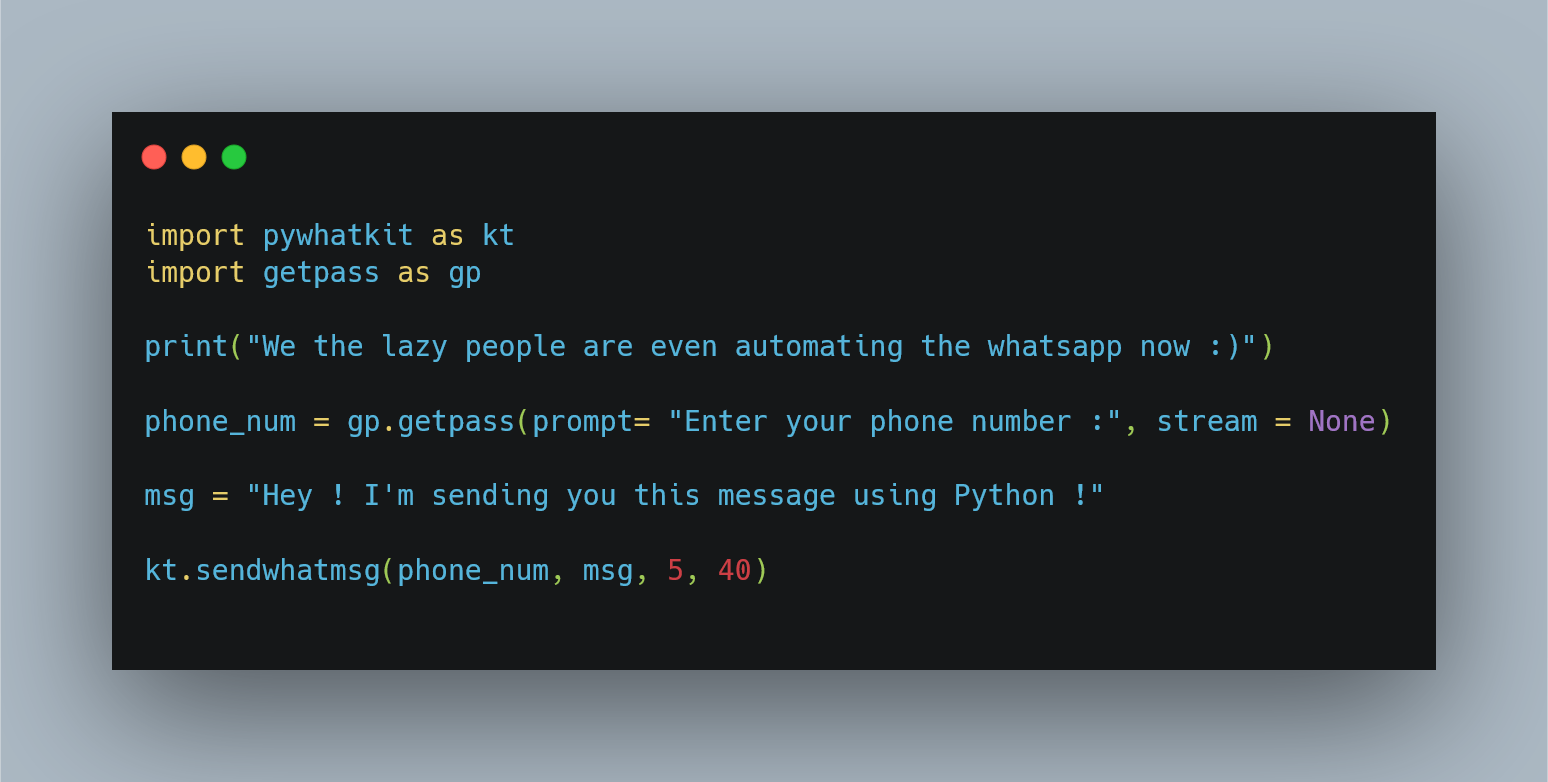 import pywhatkit as kt
import getpass as gp
print("We the lazy people are even automating the whatsapp now :)")
phone_num = gp.getpass(prompt= "Enter your phone number :", stream = None)
msg = "Hey ! I'm sending you this message using Python !"
kt.sendwhatmsg(phone_num, msg, 5, 40)